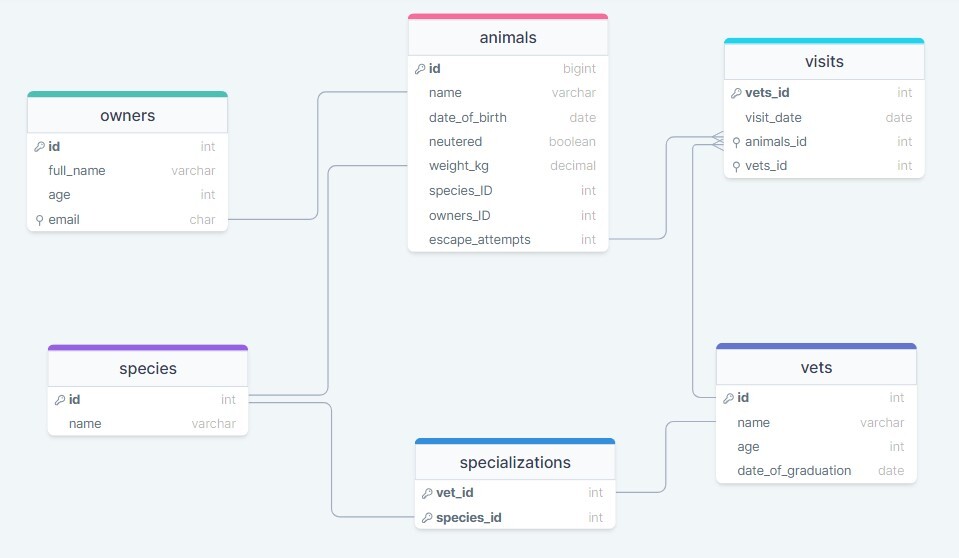 owners
id int
full_name varchar
age int
email char
animals
id bigint
name varchar
date_of_birth date
neutered boolean
weight_kg decimal
species_ID int
owners_ID int
escape_attempts int
visits
vets_id int
visit_date date
animals_id int
vets_id int
species
id int
name varchar
specializations
vet_id int
species_id int
vets
id int
name varchar
age int
date_of_graduation date